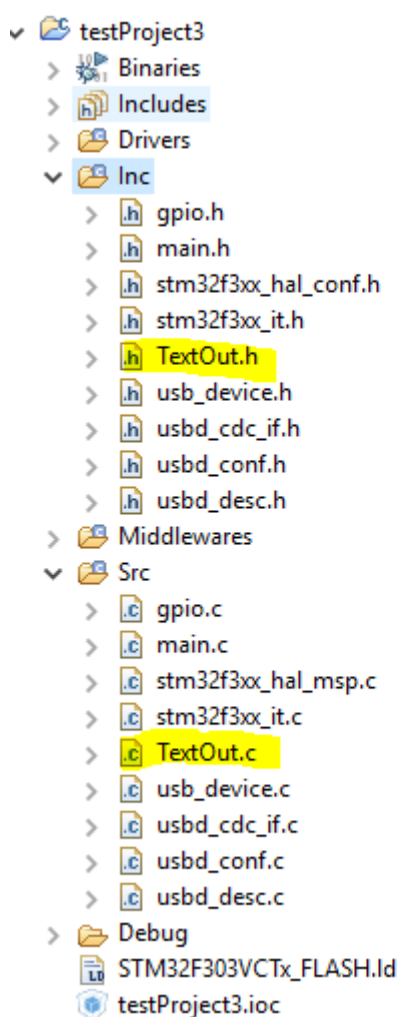 testProject3
Binaries
Includes
Drivers
Inc
gpio.h
main.h
stm32f3xx_hal_conf.h
stm32f3xx_it.h
TextOut.h
usb_device.h
usbd_cdc_if.h
usbd_conf.h
usbd_desc.h
Middlewares
Src
gpio.c
main.c
stm32f3xx_hal_msp.c
stm32f3xx_it.c
TextOut.c
usb_device.c
usbd_cdc_if.c
usbd_conf.c
usbd_desc.c
Debug
STM32F303VCTx_FLASH.ld
testProject3.ioc